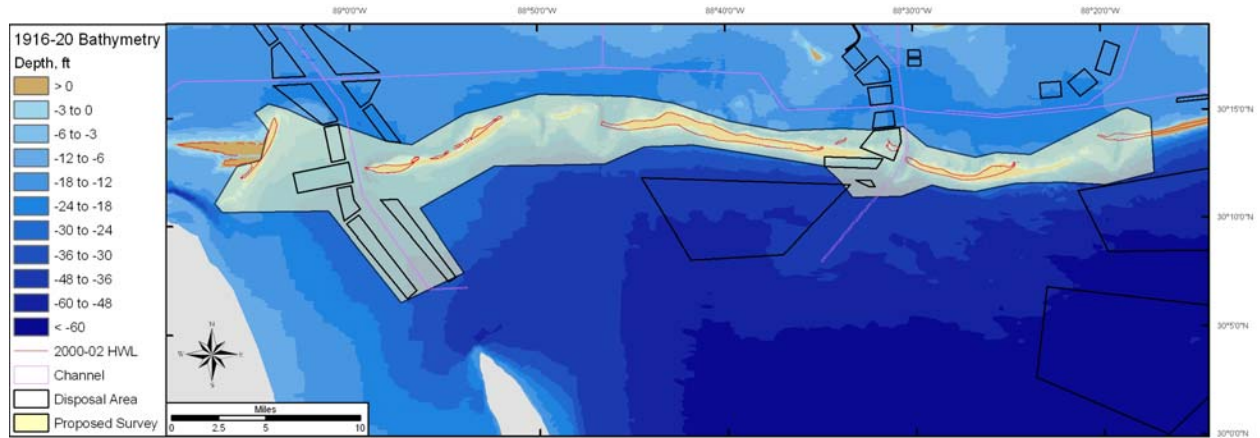 89°0'0"W
88°50'0"W
88°40'0"W
88°30'0"W
88°20'0"W
1916-20 Bathymetry
Depth, ft
> 0
-3 to 0
-6 to -3
-12 to -6
-18 to -12
-24 to -18
-30 to -24
-36 to -30
-48 to -36
-60 to -48
< -60
2000-02 HWL
Channel
Disposal Area
Proposed Survey
N
W
E
S
Miles
0 2.5 5 10
30°15'0"N
30°10'0"N
30°5'0"N
30°0'0"N